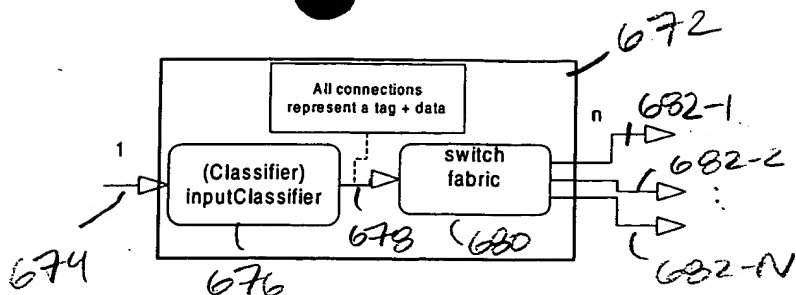 672
All connections
represent a tag + data
n
682-1
1
(Classifier)
inputClassifier
switch
fabric
682-2
678
680
674
676
682-N